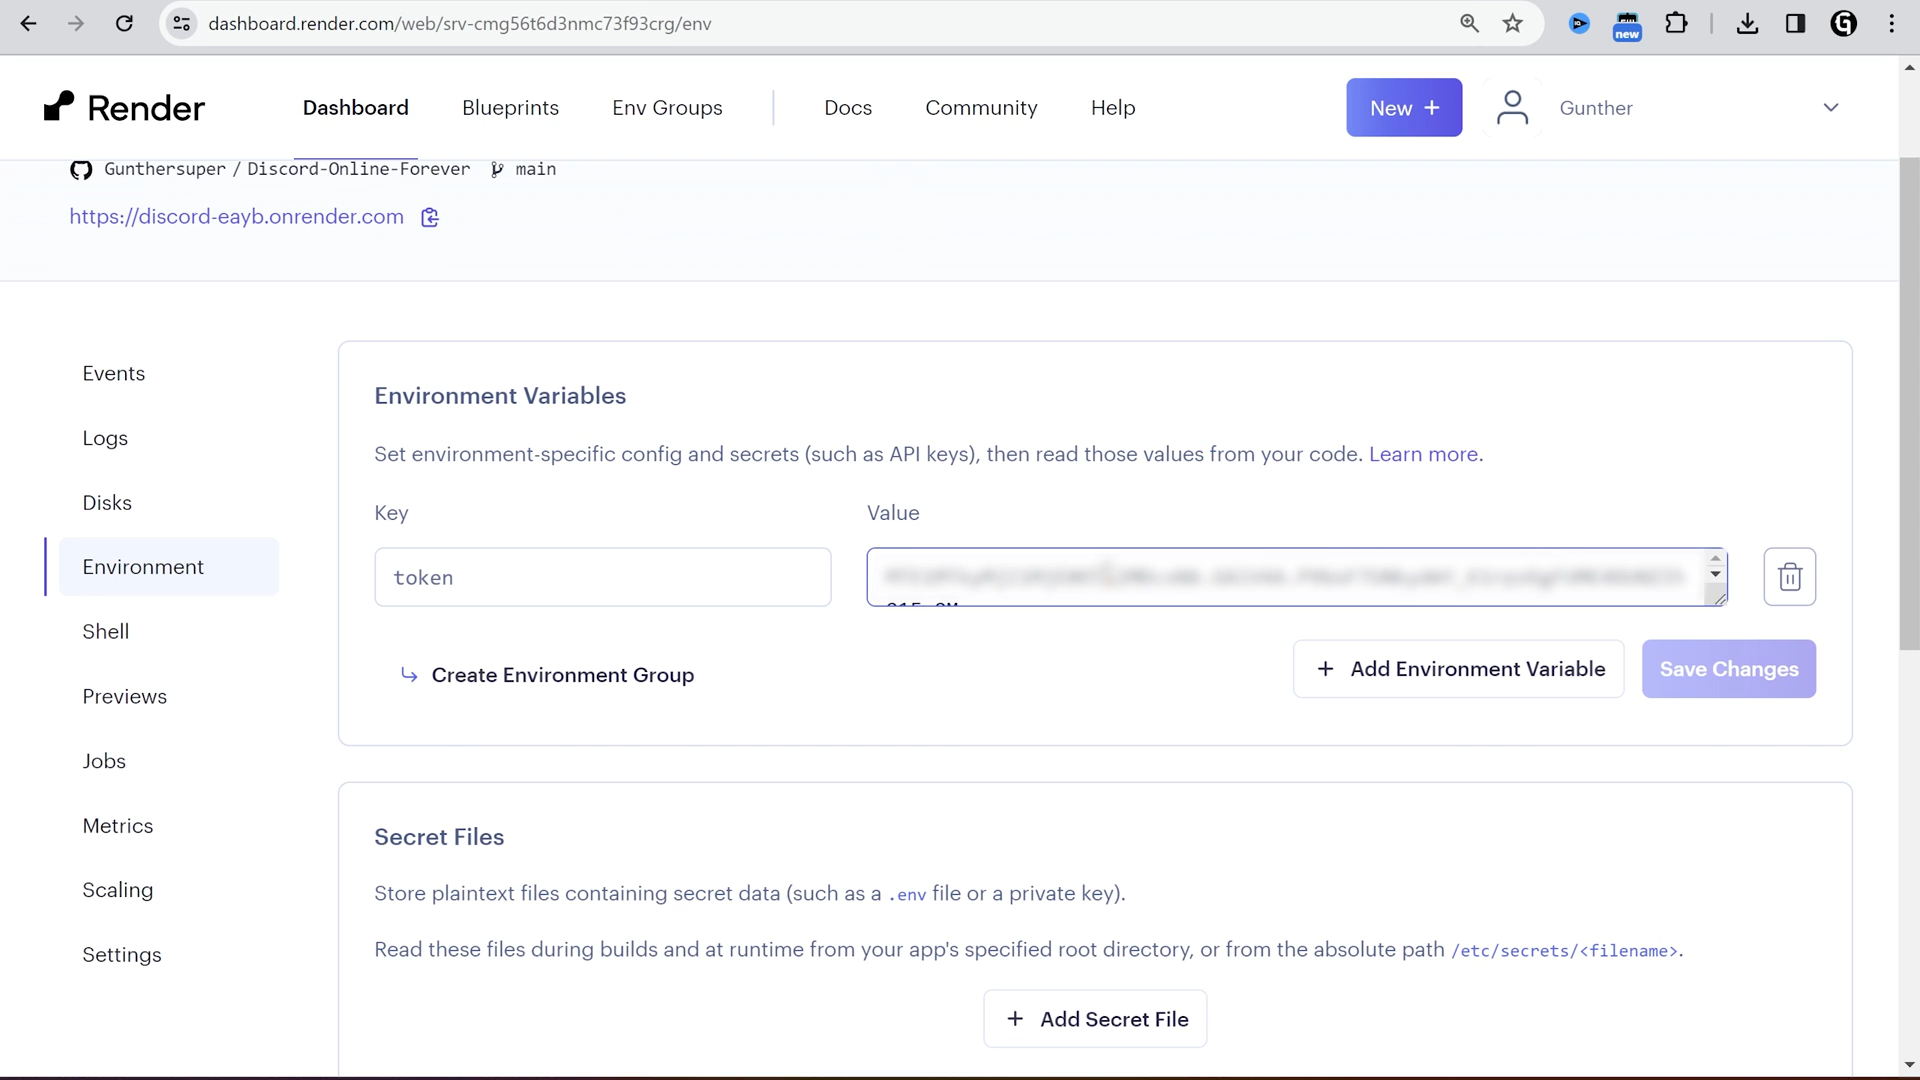 dashboard.render.com/web/srv-cmg56t6d3nmc73f93crg/env
new
Render
Dashboard
Blueprints
Env Groups
Docs
Community
Help
New +
Gunther
Gunthersuper / Discord-Online-Forever main
https://discord-eayb.onrender.com
Events
Logs
Disks
Environment
Shell
Previews
Jobs
Metrics
Scaling
Settings
Environment Variables
Set environment-specific config and secrets (such as API keys), then read those values from your code. Learn more.
Key
Value
token
Create Environment Group
+ Add Environment Variable
Save Changes
Secret Files
Store plaintext files containing secret data (such as a .env file or a private key).
Read these files during builds and at runtime from your app's specified root directory, or from the absolute path /etc/secrets/<filename>.
+ Add Secret File